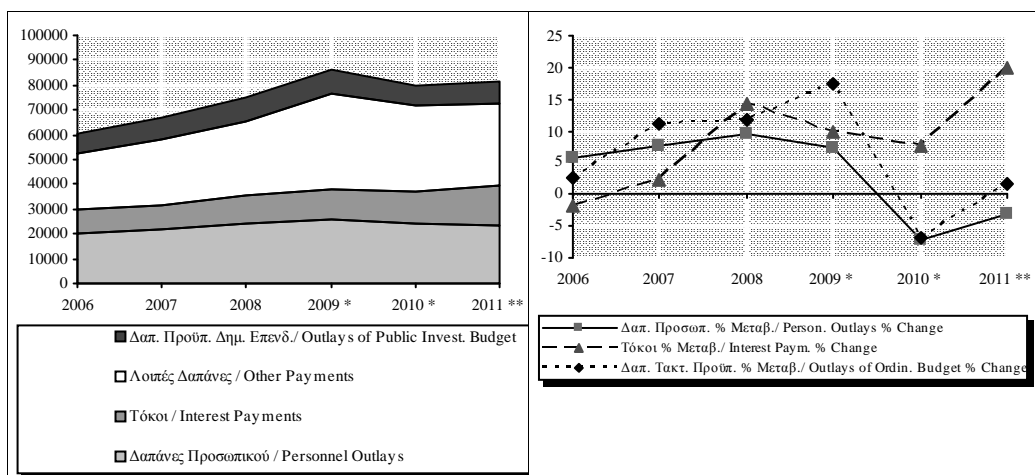 100000
90000
80000
70000
60000
50000
40000
30000
20000
10000
0
2006 2007 2008 2009 * 2010 * 2011 **
Δαπ. Προϋπ. Δημ. Επενδ./ Outlays of Public Invest. Budget
Λοιπές Δαπάνες / Other Payments
Τόκοι / Interest Payments
Δαπάνες Προσωπικού / Personnel Outlays
25
20
15
10
5
0
-5
-10
2006 2007 2008 2009 * 2010 * 2011 **
Δαπ. Προσωπ. % Μεταβ./ Person. Outlays % Change
Τόκοι % Μεταβ./ Interest Paym. % Change
Δαπ. Τακτ. Προϋπ. % Μεταβ./ Outlays of Ordin. Budget % Change